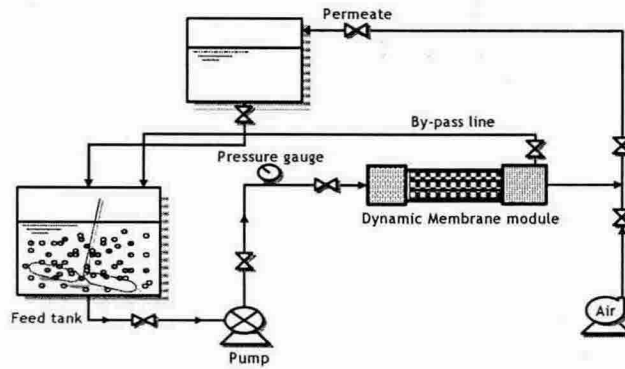 Permeate
By-pass line
Pressure gauge
Dynamic Membrane module
Feed tank
Pump
Air